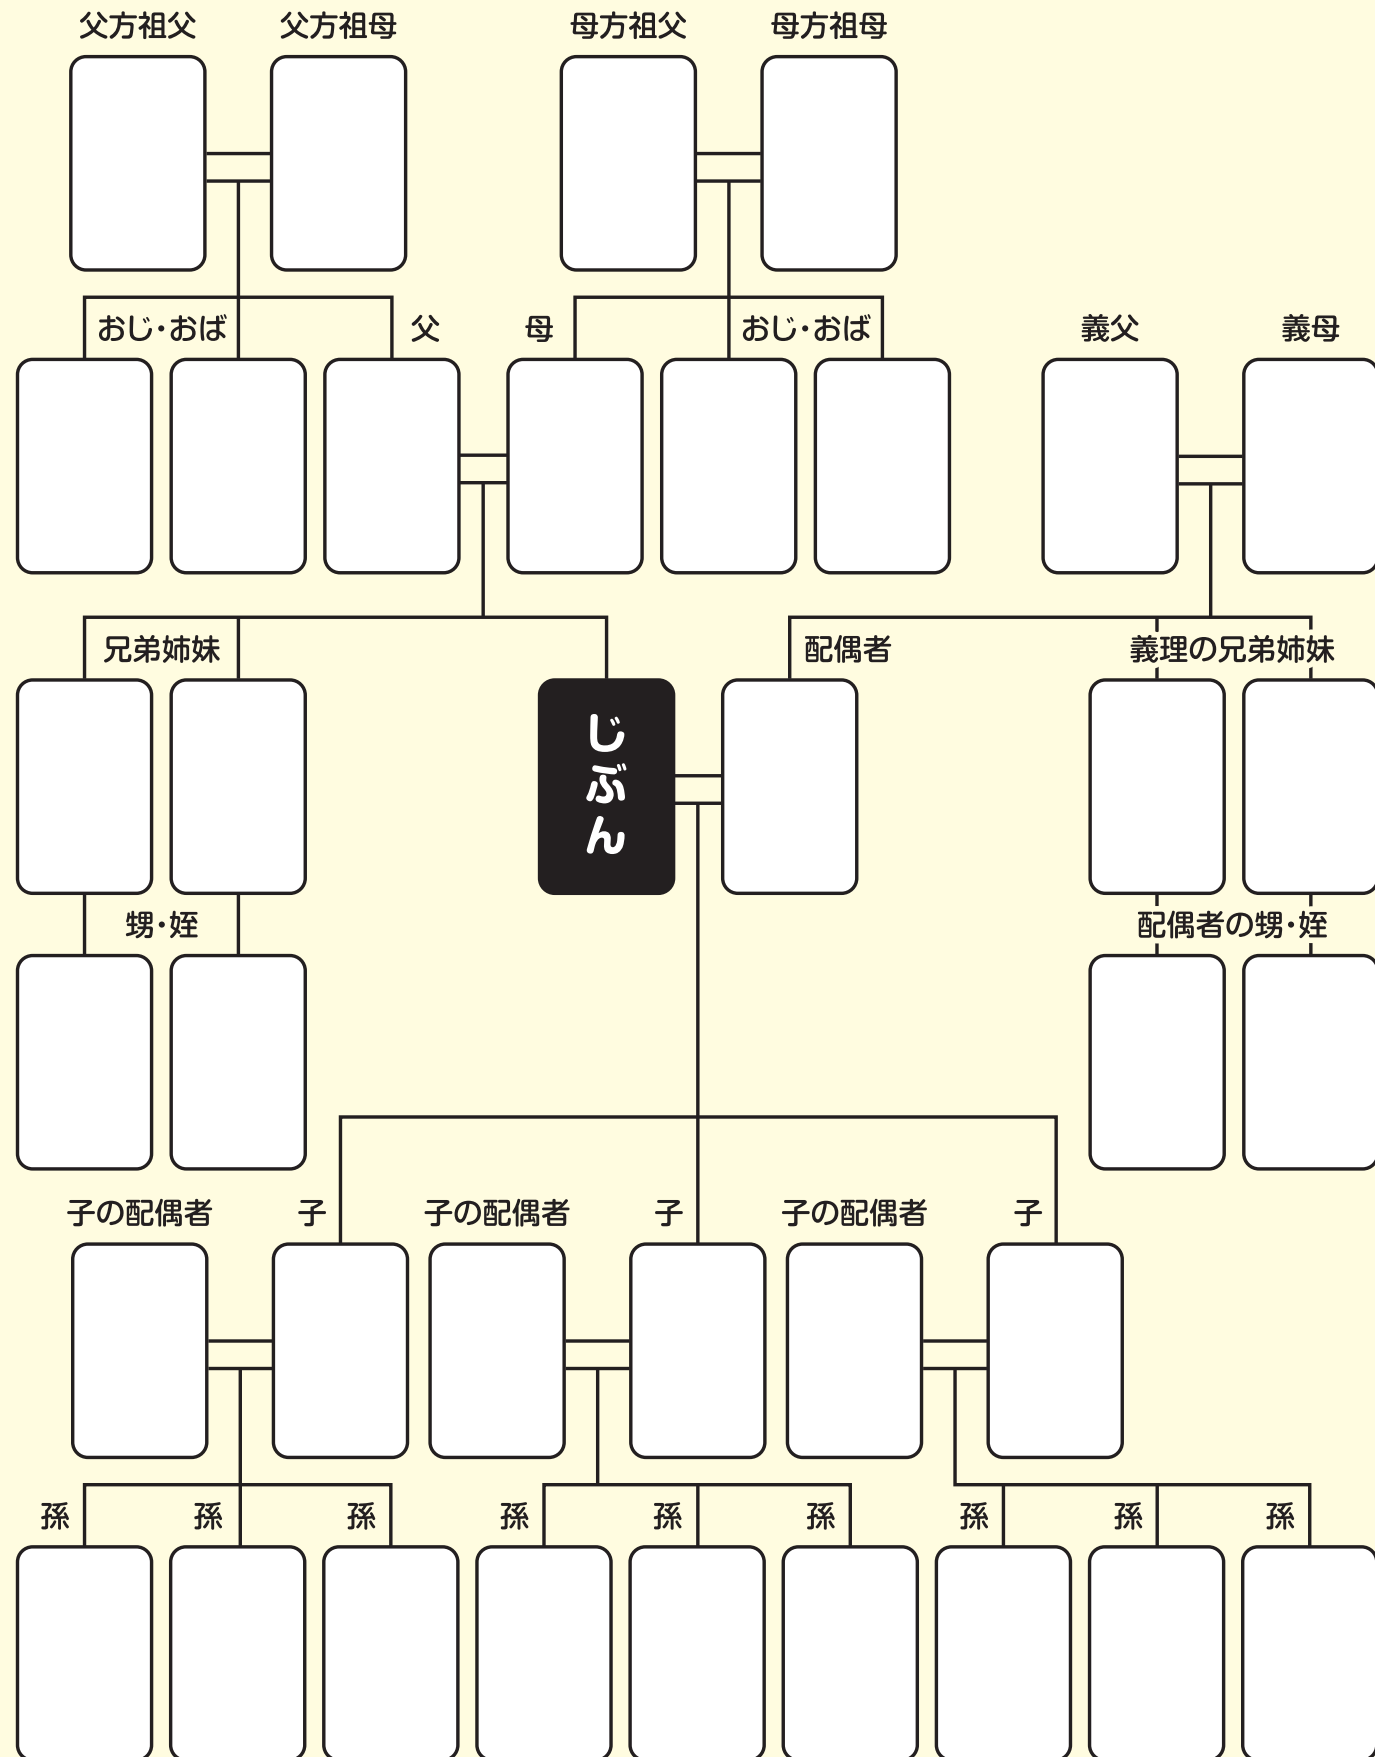 父方祖父
父方祖母
母方祖父
母方祖母
おじ・おば
父
母
おじ・おば
義父
義母
兄弟姉妹
配偶者
義理の兄弟姉妹
じぶん
甥・姪
配偶者の甥・姪
子の配偶者
子
子の配偶者
子
子の配偶者
子
孫
孫
孫
孫
孫
孫
孫
孫
孫